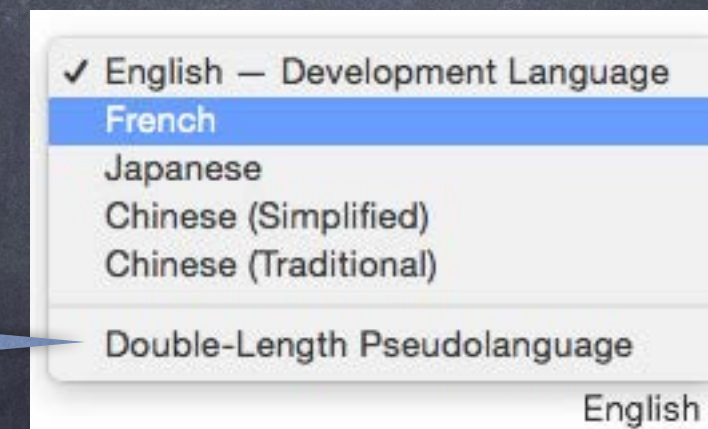 ✓ English — Development Language
French
Japanese
Chinese (Simplified)
Chinese (Traditional)
Double-Length Pseudolanguage
English